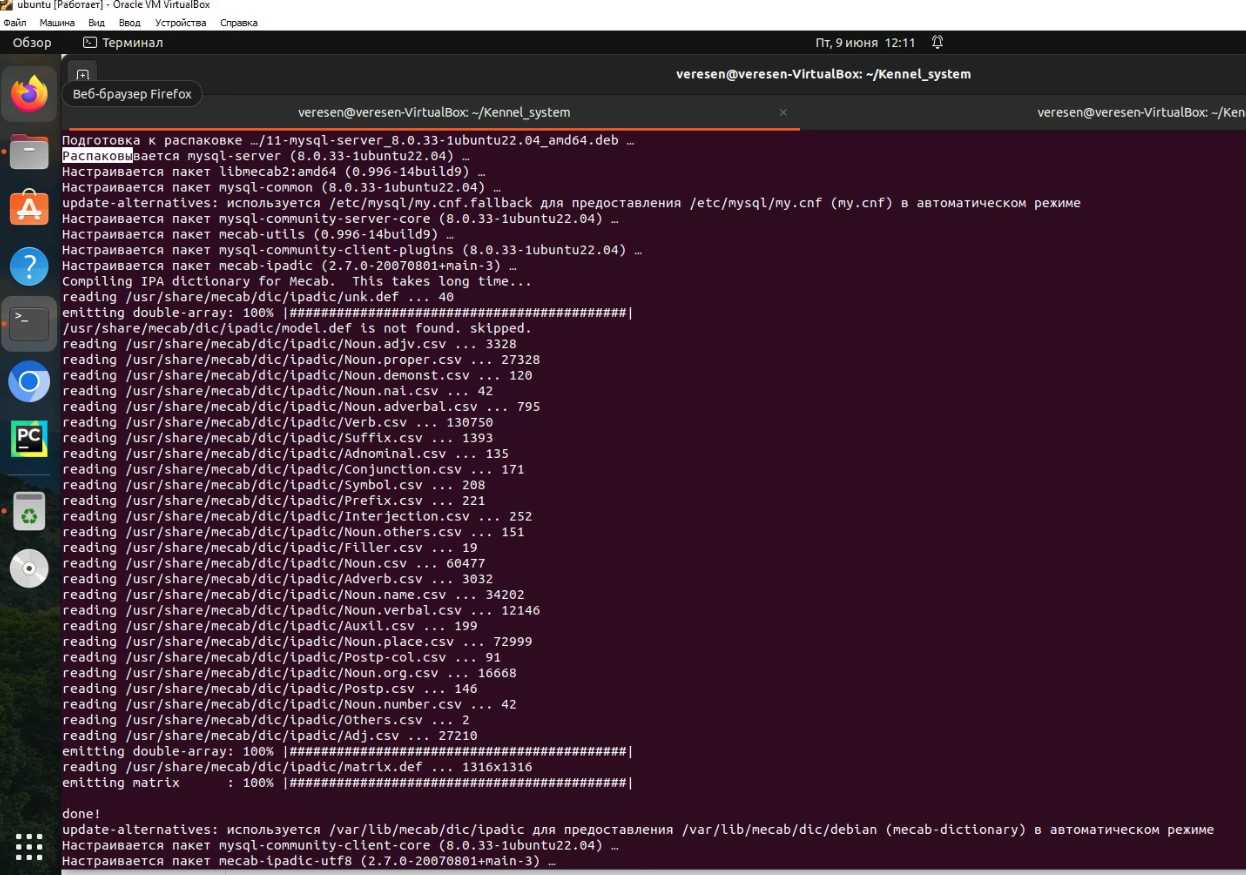 ubuntu [Работает] - Oracle VM VirtualBox
Файл Машина Вид Ввод Устройства Справка
Обзор Терминал Пт, 9 июня 12:11
veresen@veresen-VirtualBox: ~/Kennel_system
Веб-браузер Firefox
veresen@veresen-VirtualBox: ~/Kennel_system × veresen@veresen-VirtualBox: ~/Ken
Подготовка к распаковке …/11-mysql-server_8.0.33-1ubuntu22.04_amd64.deb …
Распаковывается mysql-server (8.0.33-1ubuntu22.04) …
Настраивается пакет libmecab2:amd64 (0.996-14build9) …
Настраивается пакет mysql-common (8.0.33-1ubuntu22.04) …
update-alternatives: используется /etc/mysql/my.cnf.fallback для предоставления /etc/mysql/my.cnf (my.cnf) в автоматическом режиме
Настраивается пакет mysql-community-server-core (8.0.33-1ubuntu22.04) …
Настраивается пакет mecab-utils (0.996-14build9) …
Настраивается пакет mysql-community-client-plugins (8.0.33-1ubuntu22.04) …
Настраивается пакет mecab-ipadic (2.7.0-20070801+main-3) …
Compiling IPA dictionary for Mecab.  This takes long time...
reading /usr/share/mecab/dic/ipadic/unk.def ... 40
emitting double-array: 100% |###########################################|
/usr/share/mecab/dic/ipadic/model.def is not found. skipped.
reading /usr/share/mecab/dic/ipadic/Noun.adjv.csv ... 3328
reading /usr/share/mecab/dic/ipadic/Noun.proper.csv ... 27328
reading /usr/share/mecab/dic/ipadic/Noun.demonst.csv ... 120
reading /usr/share/mecab/dic/ipadic/Noun.nai.csv ... 42
reading /usr/share/mecab/dic/ipadic/Noun.adverbal.csv ... 795
reading /usr/share/mecab/dic/ipadic/Verb.csv ... 130750
reading /usr/share/mecab/dic/ipadic/Suffix.csv ... 1393
reading /usr/share/mecab/dic/ipadic/Adnominal.csv ... 135
reading /usr/share/mecab/dic/ipadic/Conjunction.csv ... 171
reading /usr/share/mecab/dic/ipadic/Symbol.csv ... 208
reading /usr/share/mecab/dic/ipadic/Prefix.csv ... 221
reading /usr/share/mecab/dic/ipadic/Interjection.csv ... 252
reading /usr/share/mecab/dic/ipadic/Noun.others.csv ... 151
reading /usr/share/mecab/dic/ipadic/Filler.csv ... 19
reading /usr/share/mecab/dic/ipadic/Noun.csv ... 60477
reading /usr/share/mecab/dic/ipadic/Adverb.csv ... 3032
reading /usr/share/mecab/dic/ipadic/Noun.name.csv ... 34202
reading /usr/share/mecab/dic/ipadic/Noun.verbal.csv ... 12146
reading /usr/share/mecab/dic/ipadic/Auxil.csv ... 199
reading /usr/share/mecab/dic/ipadic/Noun.place.csv ... 72999
reading /usr/share/mecab/dic/ipadic/Postp-col.csv ... 91
reading /usr/share/mecab/dic/ipadic/Noun.org.csv ... 16668
reading /usr/share/mecab/dic/ipadic/Postp.csv ... 146
reading /usr/share/mecab/dic/ipadic/Noun.number.csv ... 42
reading /usr/share/mecab/dic/ipadic/Others.csv ... 2
reading /usr/share/mecab/dic/ipadic/Adj.csv ... 27210
emitting double-array: 100% |###########################################|
reading /usr/share/mecab/dic/ipadic/matrix.def ... 1316x1316
emitting matrix      : 100% |###########################################|
done!
update-alternatives: используется /var/lib/mecab/dic/ipadic для предоставления /var/lib/mecab/dic/debian (mecab-dictionary) в автоматическом режиме
Настраивается пакет mysql-community-client-core (8.0.33-1ubuntu22.04) …
Настраивается пакет mecab-ipadic-utf8 (2.7.0-20070801+main-3) …
PC